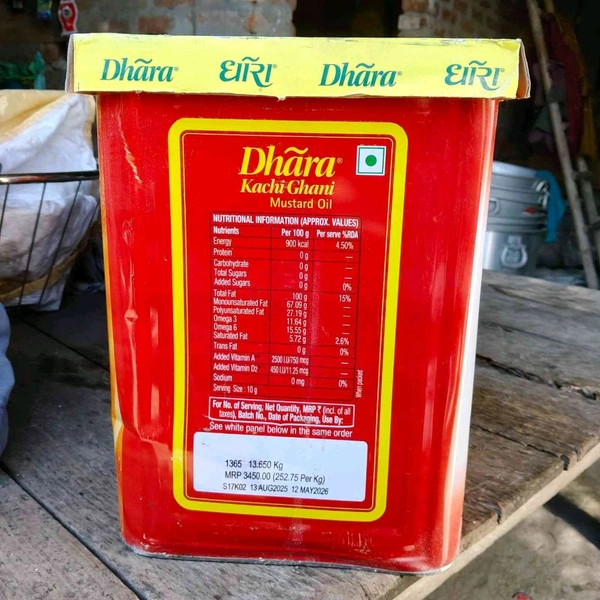 Dhāra® धारा® Dhāra® धारा®
Dhāra®
Kachi Ghani
Mustard Oil
NUTRITIONAL INFORMATION (APPROX. VALUES)
Nutrients Per 100 g Per serve %RDA
Energy 900 kcal 4.50%
Protein 0 g —
Carbohydrate 0 g —
Total Sugars 0 g —
Added Sugars 0 g 0%
Total Fat 100 g 15%
Monounsaturated Fat 67.09 g —
Polyunsaturated Fat 27.19 g —
Omega 3 11.64 g —
Omega 6 15.55 g —
Saturated Fat 5.72 g 2.6%
Trans Fat 0 g 0%
Added Vitamin A 2500 I.U/750 mcg —
Added Vitamin D2 450 I.U/11.25 mcg —
Sodium 0 mg 0%
Serving Size : 10 g
When packed
For No. of Serving, Net Quantity, MRP ₹ (incl. of all
taxes), Batch No., Date of Packaging, Use By:
See white panel below in the same order
1365 13.650 Kg
MRP 3450.00 (252.75 Per Kg)
S17K02 13AUG2025 12 MAY2026